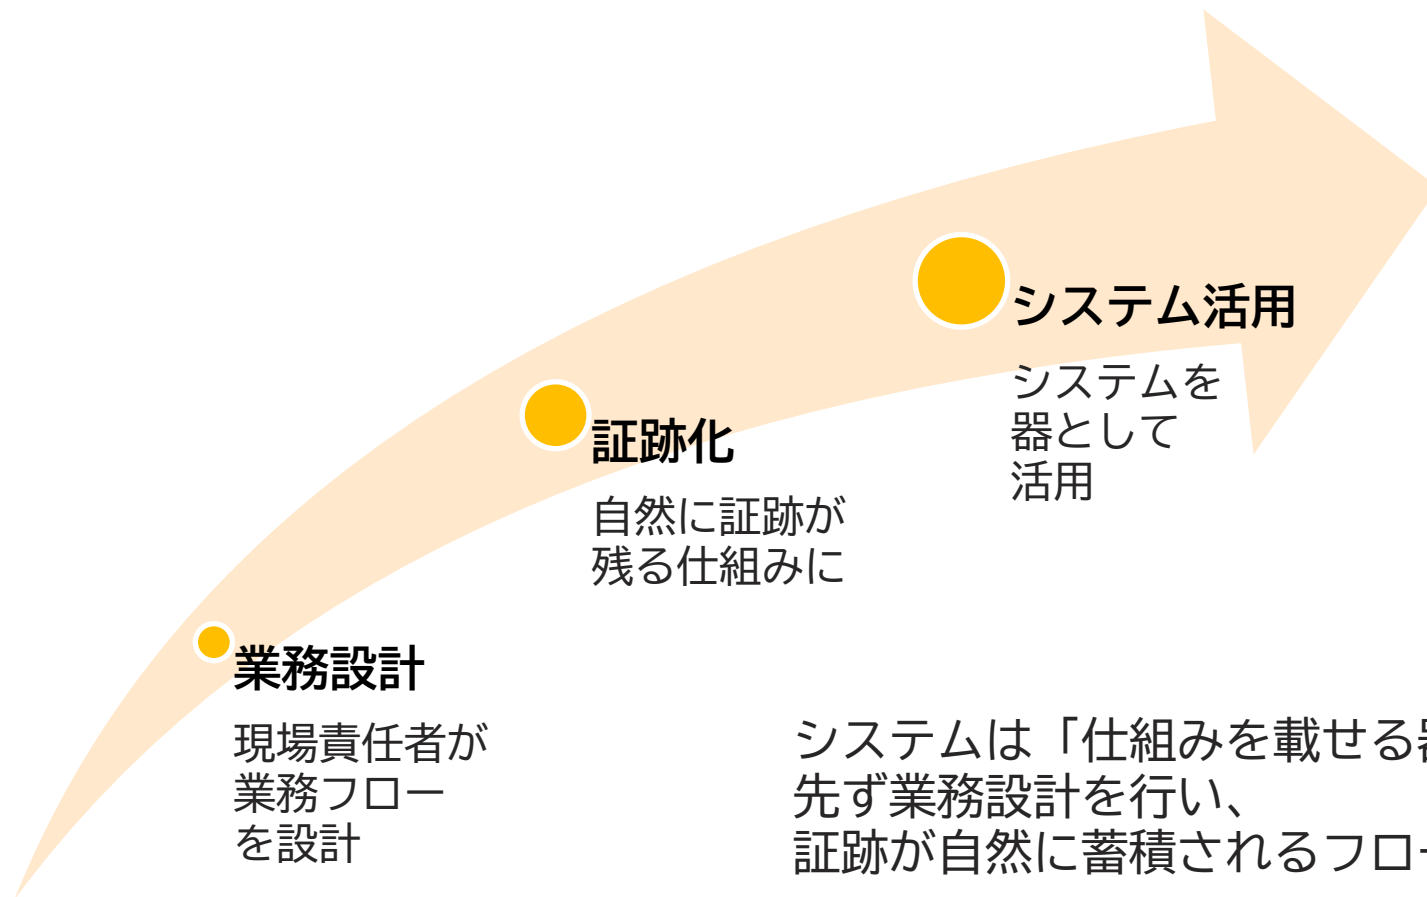 システム活用
システムを
器として
活用
証跡化
自然に証跡が
残る仕組みに
業務設計
現場責任者が
業務フロー
を設計
システムは「仕組みを載せる
先ず業務設計を行い、
証跡が自然に蓄積されるフロー